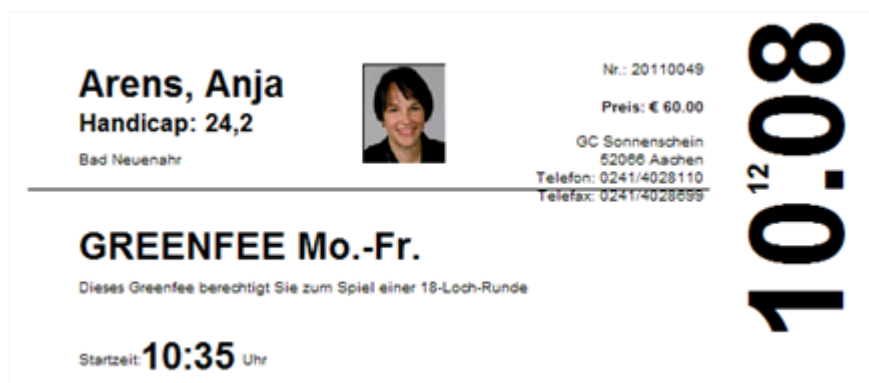 Arens, Anja
Handicap: 24,2
Bad Neuenahr
Nr.: 20110049
Preis: € 60.00
GC Sonnenschein
52066 Aachen
Telefon: 0241/4028110
Telefax: 0241/4028699
GREENFEE Mo.-Fr.
Dieses Greenfee berechtigt Sie zum Spiel einer 18-Loch-Runde
Startzeit: 10:35 Uhr
10.08
12